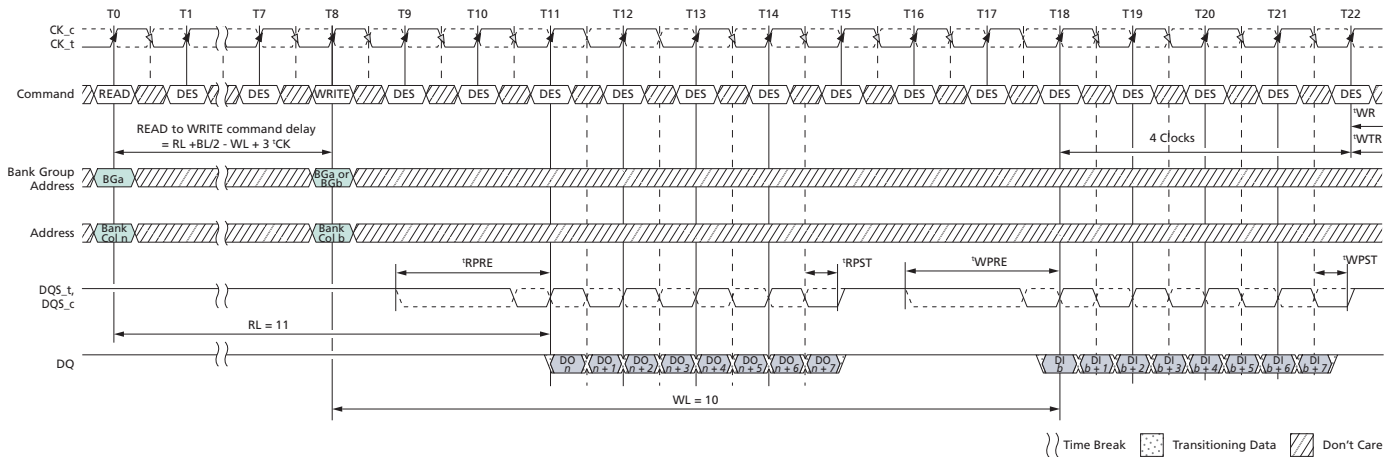 T0 T1 T7 T8 T9 T10 T11 T12 T13 T14 T15 T16 T17 T18 T19 T20 T21 T22
CK_c
CK_t
Command READ DES DES WRITE DES DES DES DES DES DES DES DES DES DES DES DES DES DES
READ to WRITE command delay
= RL +BL/2 - WL + 3 tCK
4 Clocks
tWR
tWTR
Bank Group
Address
BGa
BGa or
BGb
Address
Bank
Col n
Bank
Col b
tRPRE tRPST tWPRE tWPST
DQS_t,
DQS_c
RL = 11
DQ
DO
n
DO
n + 1
DO
n + 2
DO
n + 3
DO
n + 4
DO
n + 5
DO
n + 6
DO
n + 7
DI
b
DI
b + 1
DI
b + 2
DI
b + 3
DI
b + 4
DI
b + 5
DI
b + 6
DI
b + 7
WL = 10
Time Break Transitioning Data Don't Care